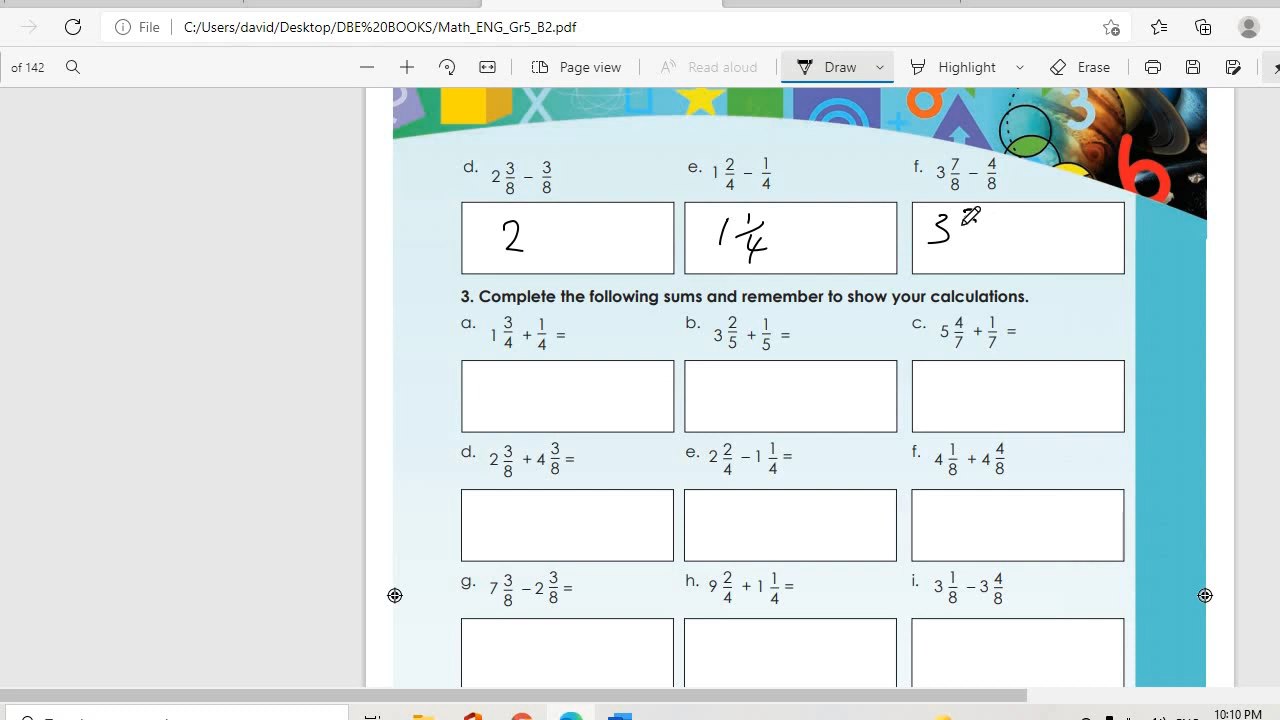 File C:/Users/david/Desktop/DBE%20BOOKS/Math_ENG_Gr5_B2.pdf
of 142 Page view Read aloud Draw Highlight Erase
d. 2 3/8 − 3/8 e. 1 2/4 − 1/4 f. 3 7/8 − 4/8
2 1 1/4 3
3. Complete the following sums and remember to show your calculations.
a. 1 3/4 + 1/4 = b. 3 2/5 + 1/5 = c. 5 4/7 + 1/7 =
d. 2 3/8 + 4 3/8 = e. 2 2/4 − 1 1/4 = f. 4 1/8 + 4 4/8
g. 7 3/8 − 2 3/8 = h. 9 2/4 + 1 1/4 = i. 3 1/8 − 3 4/8
10:10 PM